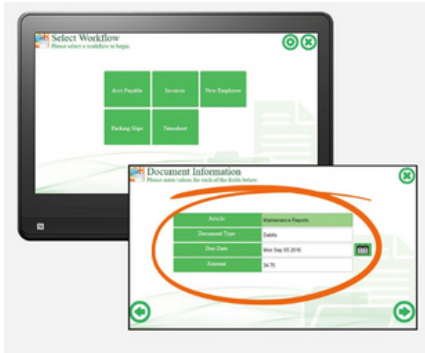 Select Workflow
Please select a workflow to begin
Acct Payable
Invoices
New Employee
Packing Slips
Timesheet
Document Information
Please enter values for each of the fields below.
Article
Maintenance Reports
Document Type
Debits
Due Date
Mon Sep 05 2016
Amount
34.75